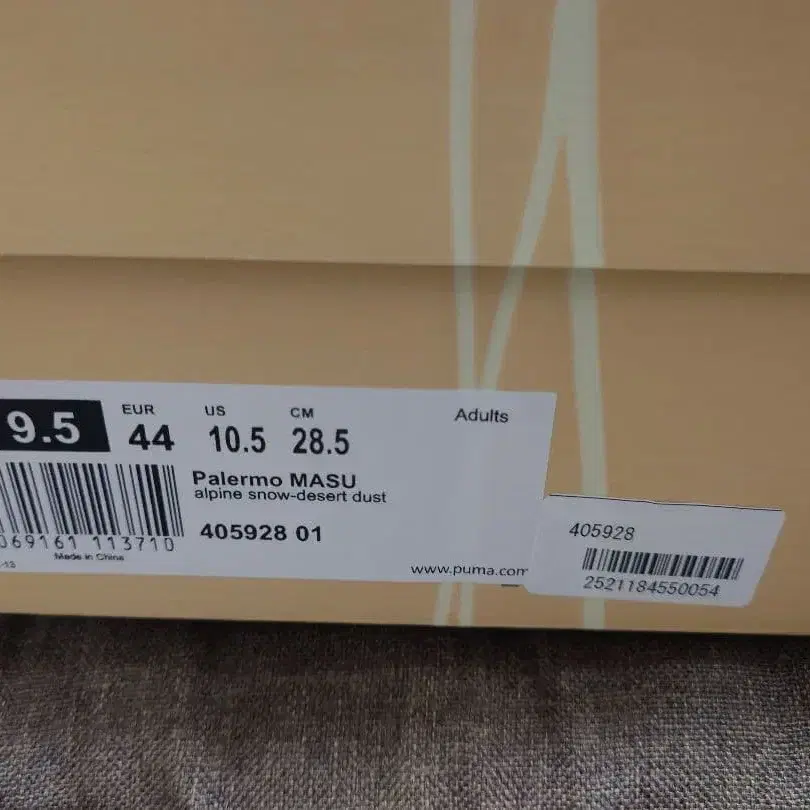 9.5
EUR
44
US
10.5
CM
28.5
Adults
Palermo MASU
alpine snow-desert dust
405928 01
069161 113710
Made in China
-13
www.puma.com
405928
2521184550054